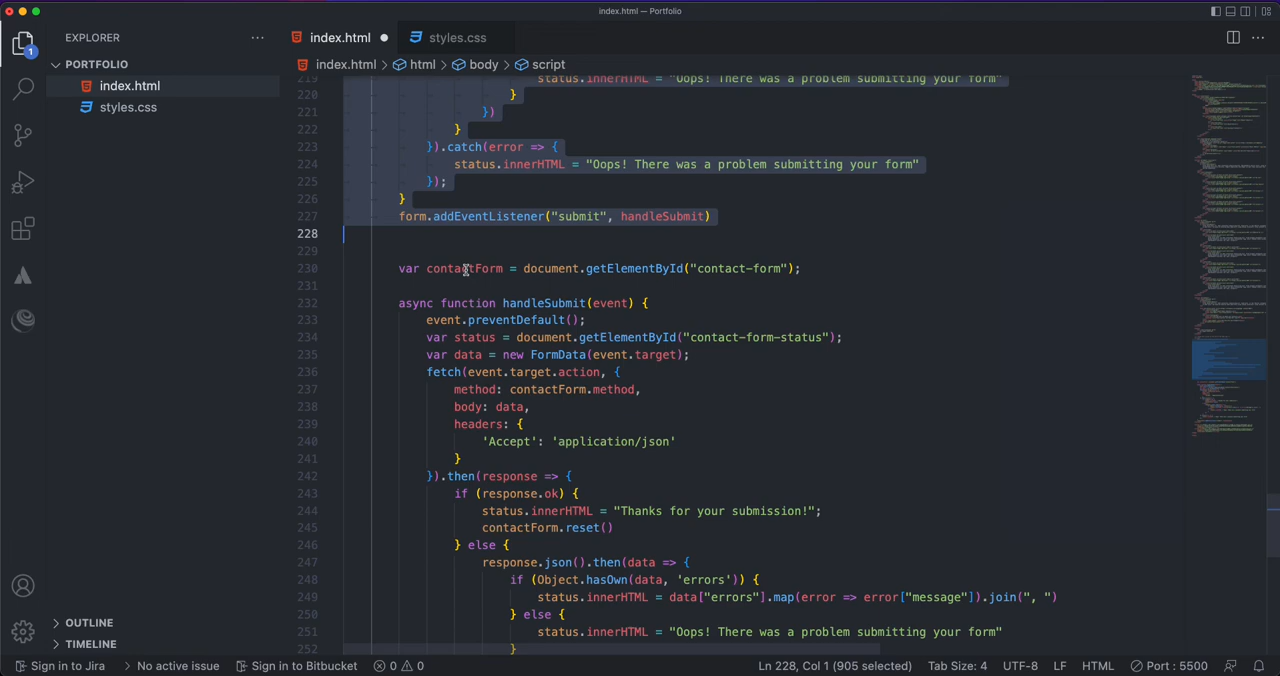 index.html — Portfolio
EXPLORER
index.html
styles.css
PORTFOLIO
index.html > html > body > script
index.html
styles.css
1
219 status.innerHTML = "Oops! There was a problem submitting your form"
220 }
221 })
222 }
223 }).catch(error => {
224 status.innerHTML = "Oops! There was a problem submitting your form"
225 });
226 }
227 form.addEventListener("submit", handleSubmit)
228
229
230 var contactForm = document.getElementById("contact-form");
231
232 async function handleSubmit(event) {
233 event.preventDefault();
234 var status = document.getElementById("contact-form-status");
235 var data = new FormData(event.target);
236 fetch(event.target.action, {
237 method: contactForm.method,
238 body: data,
239 headers: {
240 'Accept': 'application/json'
241 }
242 }).then(response => {
243 if (response.ok) {
244 status.innerHTML = "Thanks for your submission!";
245 contactForm.reset()
246 } else {
247 response.json().then(data => {
248 if (Object.hasOwn(data, 'errors')) {
249 status.innerHTML = data["errors"].map(error => error["message"]).join(", ")
250 } else {
251 status.innerHTML = "Oops! There was a problem submitting your form"
252 }
OUTLINE
TIMELINE
Sign in to Jira
No active issue
Sign in to Bitbucket
0
0
Ln 228, Col 1 (905 selected)
Tab Size: 4
UTF-8
LF
HTML
Port : 5500